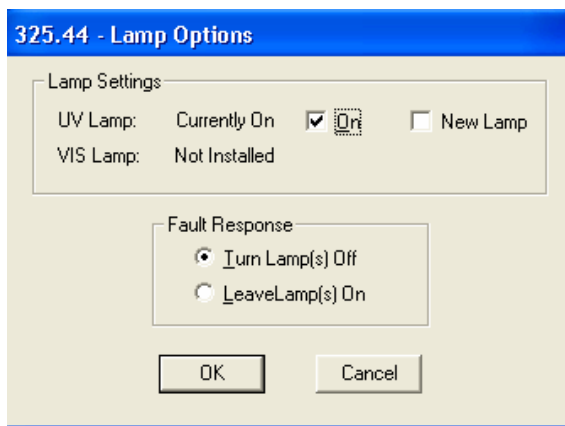 325.44 - Lamp Options
Lamp Settings
UV Lamp: Currently On On New Lamp
VIS Lamp: Not Installed
Fault Response
Turn Lamp(s) Off
LeaveLamp(s) On
OK Cancel